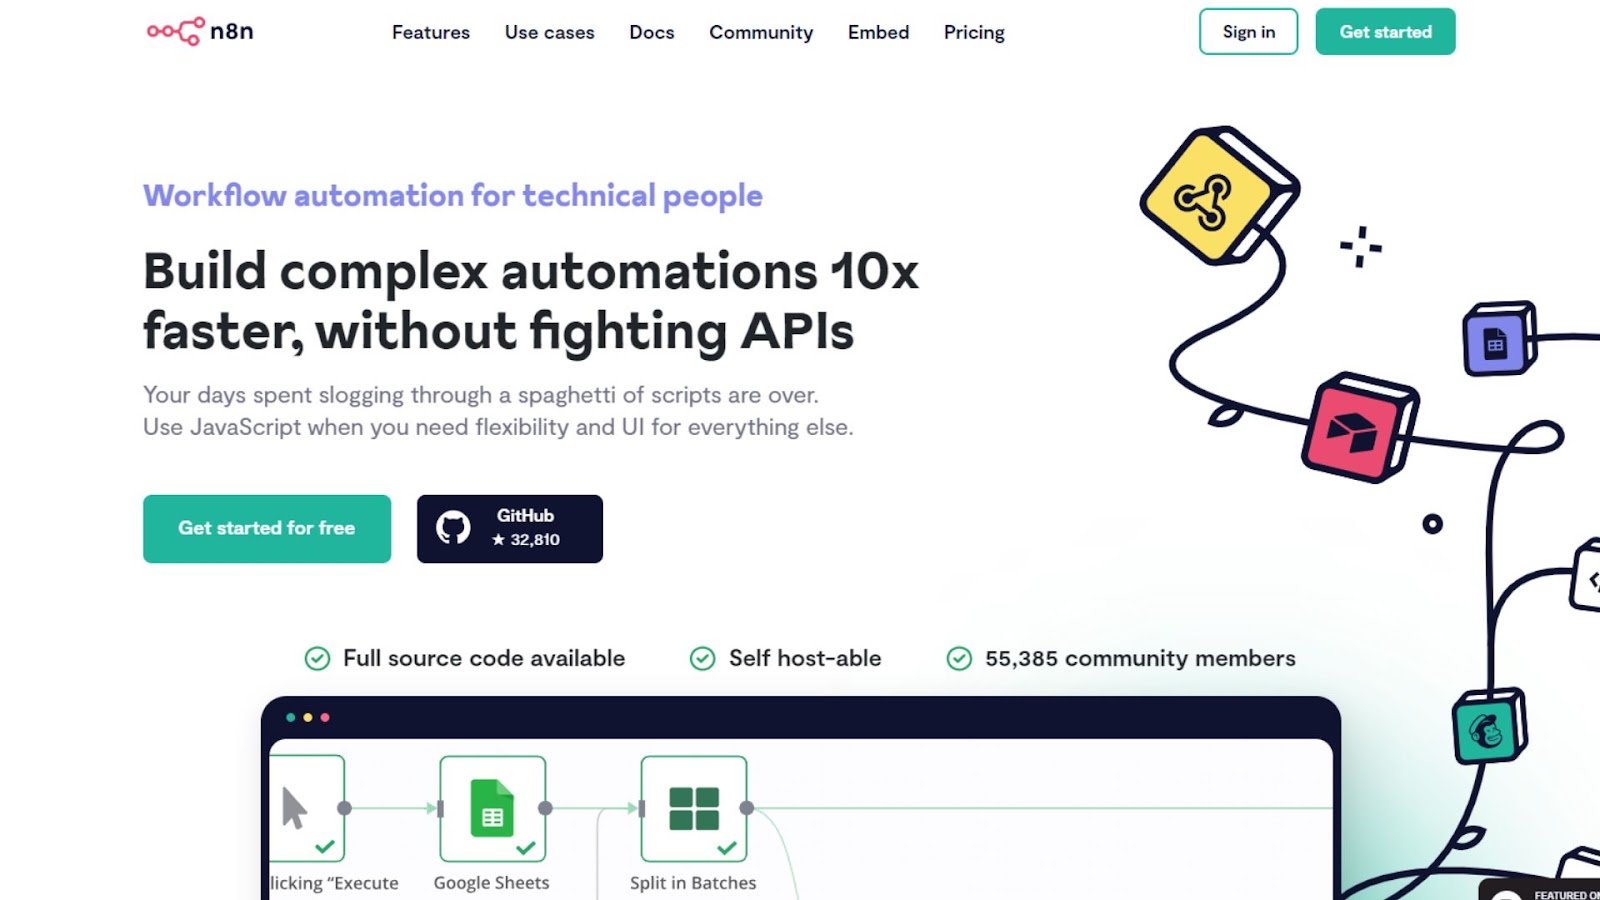 n8n
Features
Use cases
Docs
Community
Embed
Pricing
Sign in
Get started
Workflow automation for technical people
Build complex automations 10x
faster, without fighting APIs
Your days spent slogging through a spaghetti of scripts are over.
Use JavaScript when you need flexibility and UI for everything else.
Get started for free
GitHub
★ 32,810
Full source code available
Self host-able
55,385 community members
licking “Execute
Google Sheets
Split in Batches
FEATURED ON